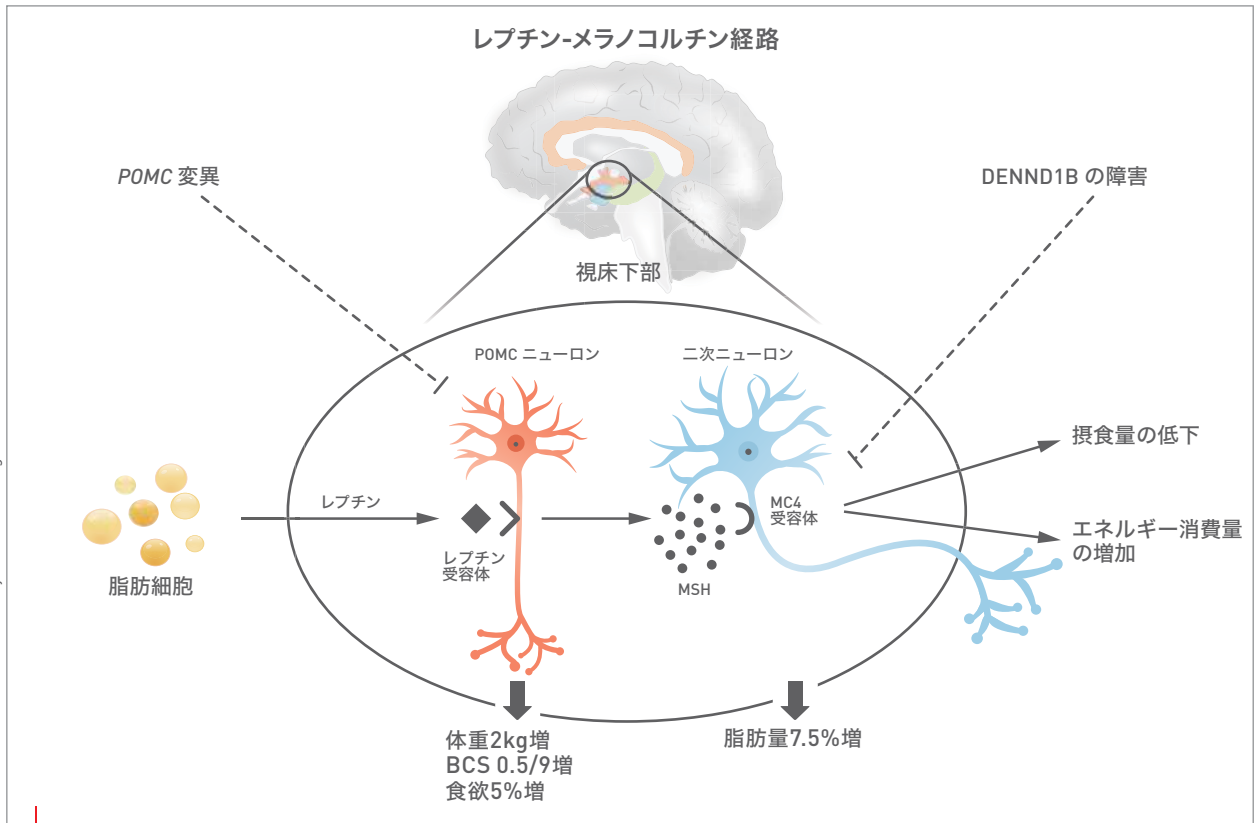 レプチン-メラノコルチン経路
POMC 変異
DENND1B の障害
視床下部
POMC ニューロン
二次ニューロン
摂食量の低下
レプチン
MC4
受容体
エネルギー消費量
の増加
レプチン
受容体
脂肪細胞
MSH
体重2kg増
BCS 0.5/9増
食欲5%増
脂肪量7.5%増